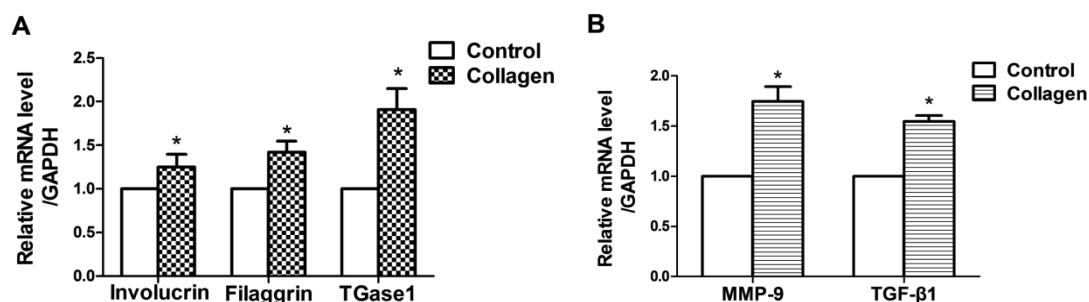 A
Relative mRNA level
/GAPDH
2.5
2.0
1.5
1.0
0.5
0.0
*
*
*
Control
Collagen
Involucrin Filaggrin TGase1
B
Relative mRNA level
/GAPDH
2.0
1.5
1.0
0.5
0.0
*
*
Control
Collagen
MMP-9 TGF-β1